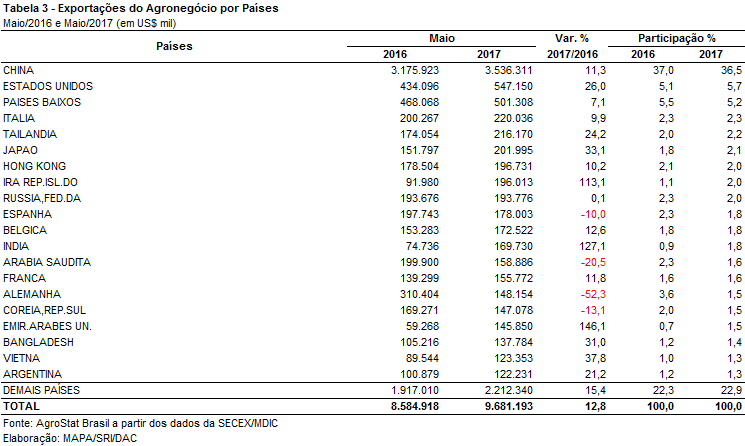 Tabela 3 - Exportações do Agronegócio por Países
Maio/2016 e Maio/2017 (em US$ mil)
Países Maio Var. % Participação %
2016 2017 2017/2016 2016 2017
CHINA 3.175.923 3.536.311 11,3 37,0 36,5
ESTADOS UNIDOS 434.096 547.150 26,0 5,1 5,7
PAISES BAIXOS 468.068 501.308 7,1 5,5 5,2
ITALIA 200.267 220.036 9,9 2,3 2,3
TAILANDIA 174.054 216.170 24,2 2,0 2,2
JAPAO 151.797 201.995 33,1 1,8 2,1
HONG KONG 178.504 196.731 10,2 2,1 2,0
IRA REP.ISL.DO 91.980 196.013 113,1 1,1 2,0
RUSSIA,FED.DA 193.676 193.776 0,1 2,3 2,0
ESPANHA 197.743 178.003 -10,0 2,3 1,8
BELGICA 153.283 172.522 12,6 1,8 1,8
INDIA 74.736 169.730 127,1 0,9 1,8
ARABIA SAUDITA 199.900 158.886 -20,5 2,3 1,6
FRANCA 139.299 155.772 11,8 1,6 1,6
ALEMANHA 310.404 148.154 -52,3 3,6 1,5
COREIA,REP.SUL 169.271 147.078 -13,1 2,0 1,5
EMIR.ARABES UN. 59.268 145.850 146,1 0,7 1,5
BANGLADESH 105.216 137.784 31,0 1,2 1,4
VIETNA 89.544 123.353 37,8 1,0 1,3
ARGENTINA 100.879 122.231 21,2 1,2 1,3
DEMAIS PAÍSES 1.917.010 2.212.340 15,4 22,3 22,9
TOTAL 8.584.918 9.681.193 12,8 100,0 100,0
Fonte: AgroStat Brasil a partir dos dados da SECEX/MDIC
Elaboração: MAPA/SRI/DAC